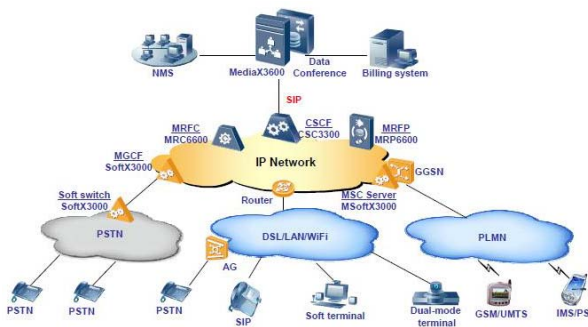 NMS
MediaX3600
Data
Conference
Billing system
SIP
MRFC
MRC6600
CSCF
CSC3300
MRFP
MRP6600
MGCF
SoftX3000
IP Network
GGSN
Soft switch
SoftX3000
Router
MSC Server
MSoftX3000
PSTN
DSL/LAN/WiFi
PLMN
AG
PSTN
PSTN
PSTN
SIP
Soft terminal
Dual-mode
terminal
GSM/UMTS